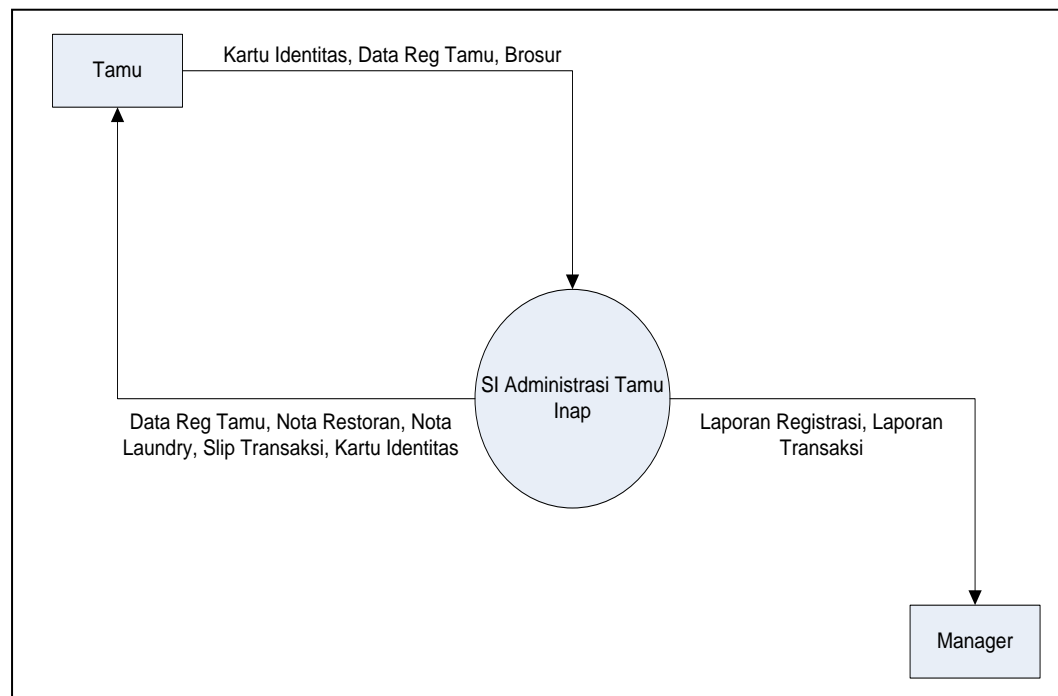 Kartu Identitas, Data Reg Tamu, Brosur
Tamu
SI Administrasi Tamu
Inap
Data Reg Tamu, Nota Restoran, Nota
Laundry, Slip Transaksi, Kartu Identitas
Laporan Registrasi, Laporan
Transaksi
Manager